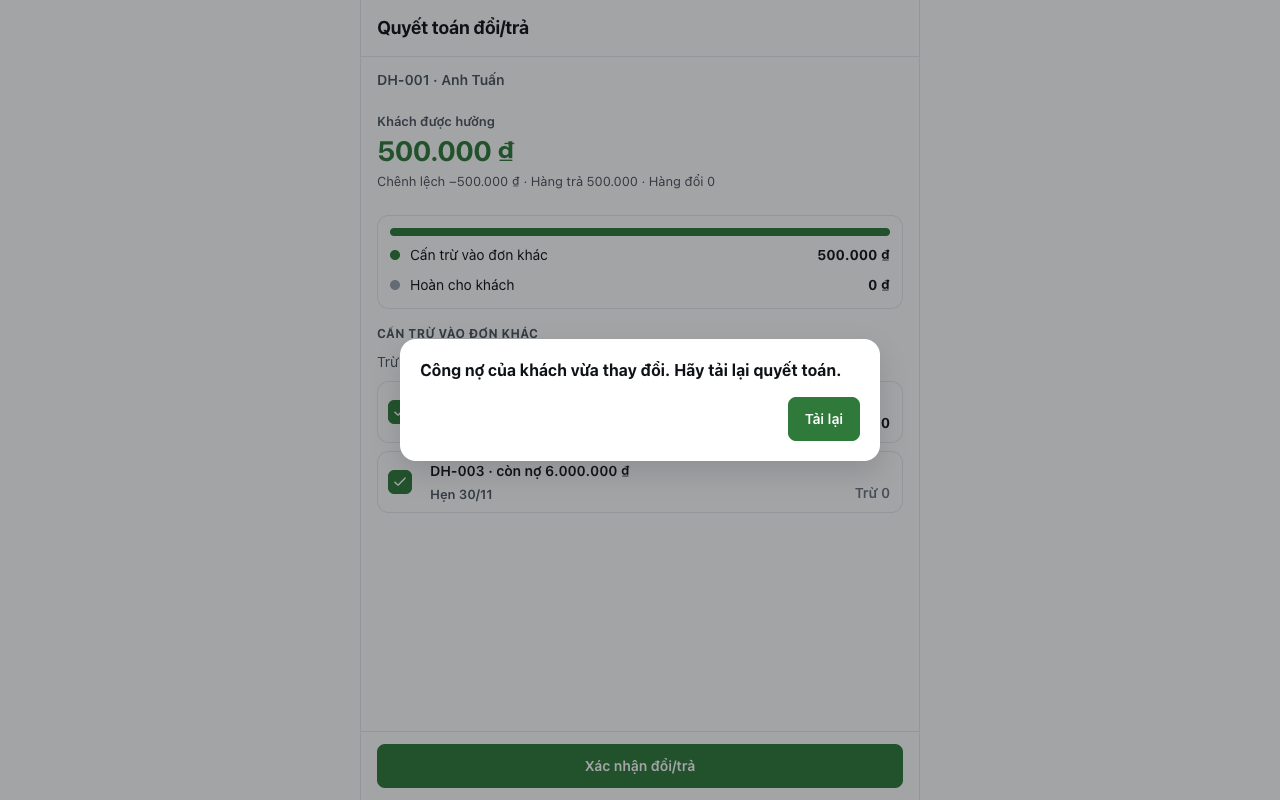 Quyết toán đổi/trả
DH-001 · Anh Tuấn
Khách được hưởng
500.000 ₫
Chênh lệch −500.000 ₫ · Hàng trả 500.000 · Hàng đổi 0
Cấn trừ vào đơn khác
500.000 ₫
Hoàn cho khách
0 ₫
CẤN TRỪ VÀO ĐƠN KHÁC
Trừ
Công nợ của khách vừa thay đổi. Hãy tải lại quyết toán.
Tải lại
0
DH-003 · còn nợ 6.000.000 ₫
Hẹn 30/11
Trừ 0
Xác nhận đổi/trả